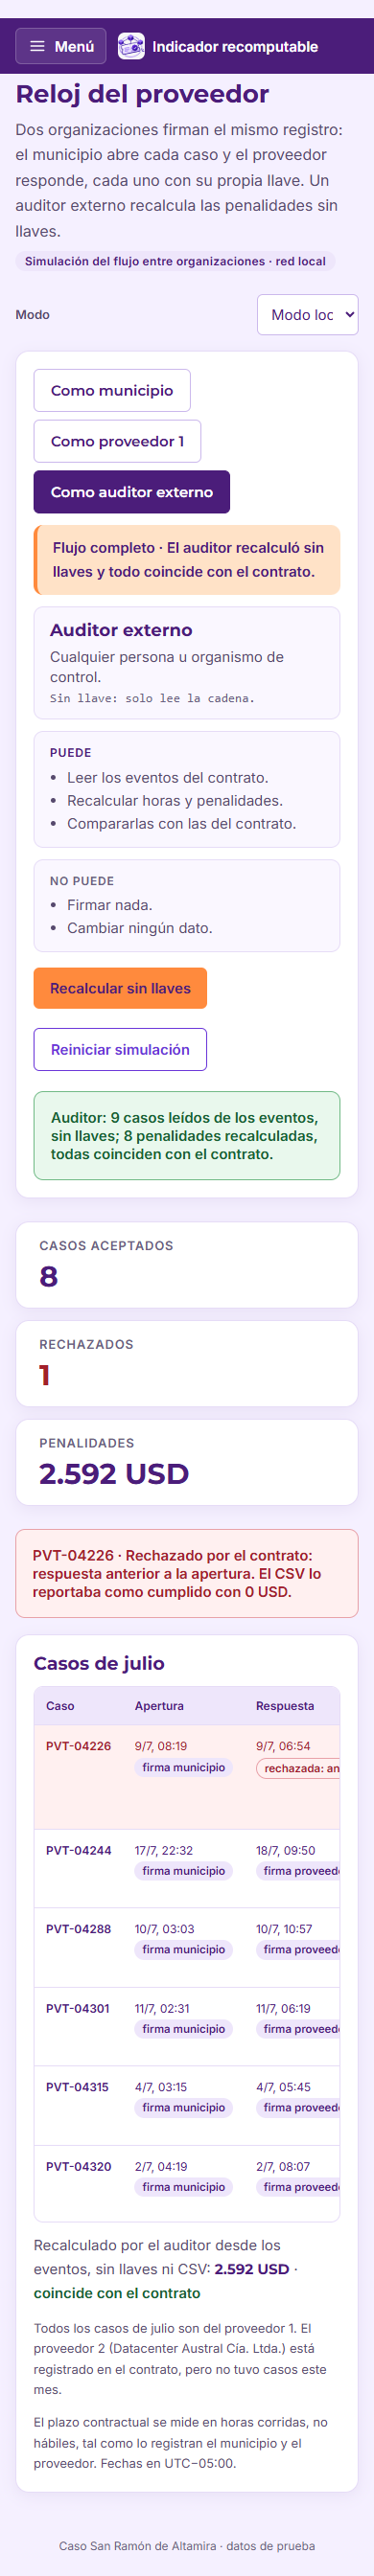 Menú
Indicador recomputable
Reloj del proveedor
Dos organizaciones firman el mismo registro:
el municipio abre cada caso y el proveedor
responde, cada uno con su propia llave. Un
auditor externo recalcula las penalidades sin
llaves.
Simulación del flujo entre organizaciones · red local
Modo
Modo loc
Como municipio
Como proveedor 1
Como auditor externo
Flujo completo · El auditor recalculó sin
llaves y todo coincide con el contrato.
Auditor externo
Cualquier persona u organismo de
control.
Sin llave: solo lee la cadena.
PUEDE
• Leer los eventos del contrato.
• Recalcular horas y penalidades.
• Compararlas con las del contrato.
NO PUEDE
• Firmar nada.
• Cambiar ningún dato.
Recalcular sin llaves
Reiniciar simulación
Auditor: 9 casos leídos de los eventos,
sin llaves; 8 penalidades recalculadas,
todas coinciden con el contrato.
CASOS ACEPTADOS
8
RECHAZADOS
1
PENALIDADES
2.592 USD
PVT-04226 · Rechazado por el contrato:
respuesta anterior a la apertura. El CSV lo
reportaba como cumplido con 0 USD.
Casos de julio
Caso Apertura Respuesta
PVT-04226 9/7, 08:19 9/7, 06:54
firma municipio rechazada: an
PVT-04244 17/7, 22:32 18/7, 09:50
firma municipio firma proveed
PVT-04288 10/7, 03:03 10/7, 10:57
firma municipio firma proveed
PVT-04301 11/7, 02:31 11/7, 06:19
firma municipio firma proveed
PVT-04315 4/7, 03:15 4/7, 05:45
firma municipio firma proveed
PVT-04320 2/7, 04:19 2/7, 08:07
firma municipio firma proveed
Recalculado por el auditor desde los
eventos, sin llaves ni CSV: 2.592 USD ·
coincide con el contrato
Todos los casos de julio son del proveedor 1. El
proveedor 2 (Datacenter Austral Cía. Ltda.) está
registrado en el contrato, pero no tuvo casos este
mes.
El plazo contractual se mide en horas corridas, no
hábiles, tal como lo registran el municipio y el
proveedor. Fechas en UTC−05:00.
Caso San Ramón de Altamira · datos de prueba